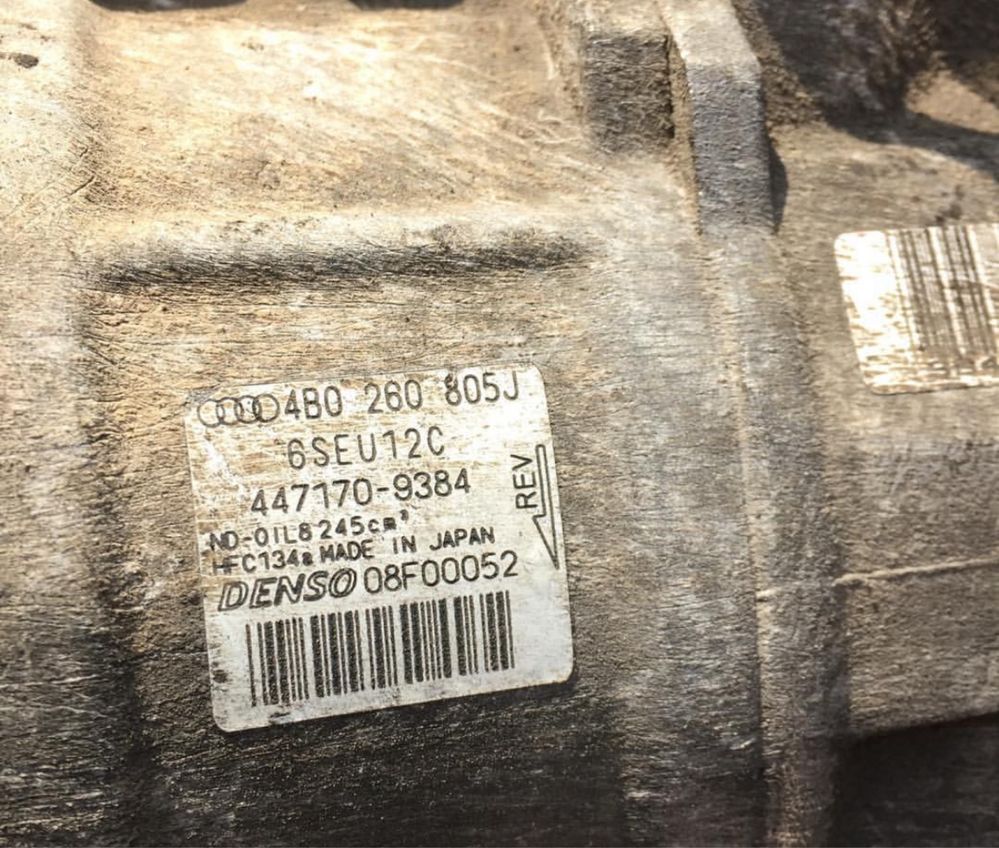 4B0 260 805J
6SEU12C
447170-9384
ND-OIL8 245cm³
HFC134a MADE IN JAPAN
DENSO 08F00052
REV